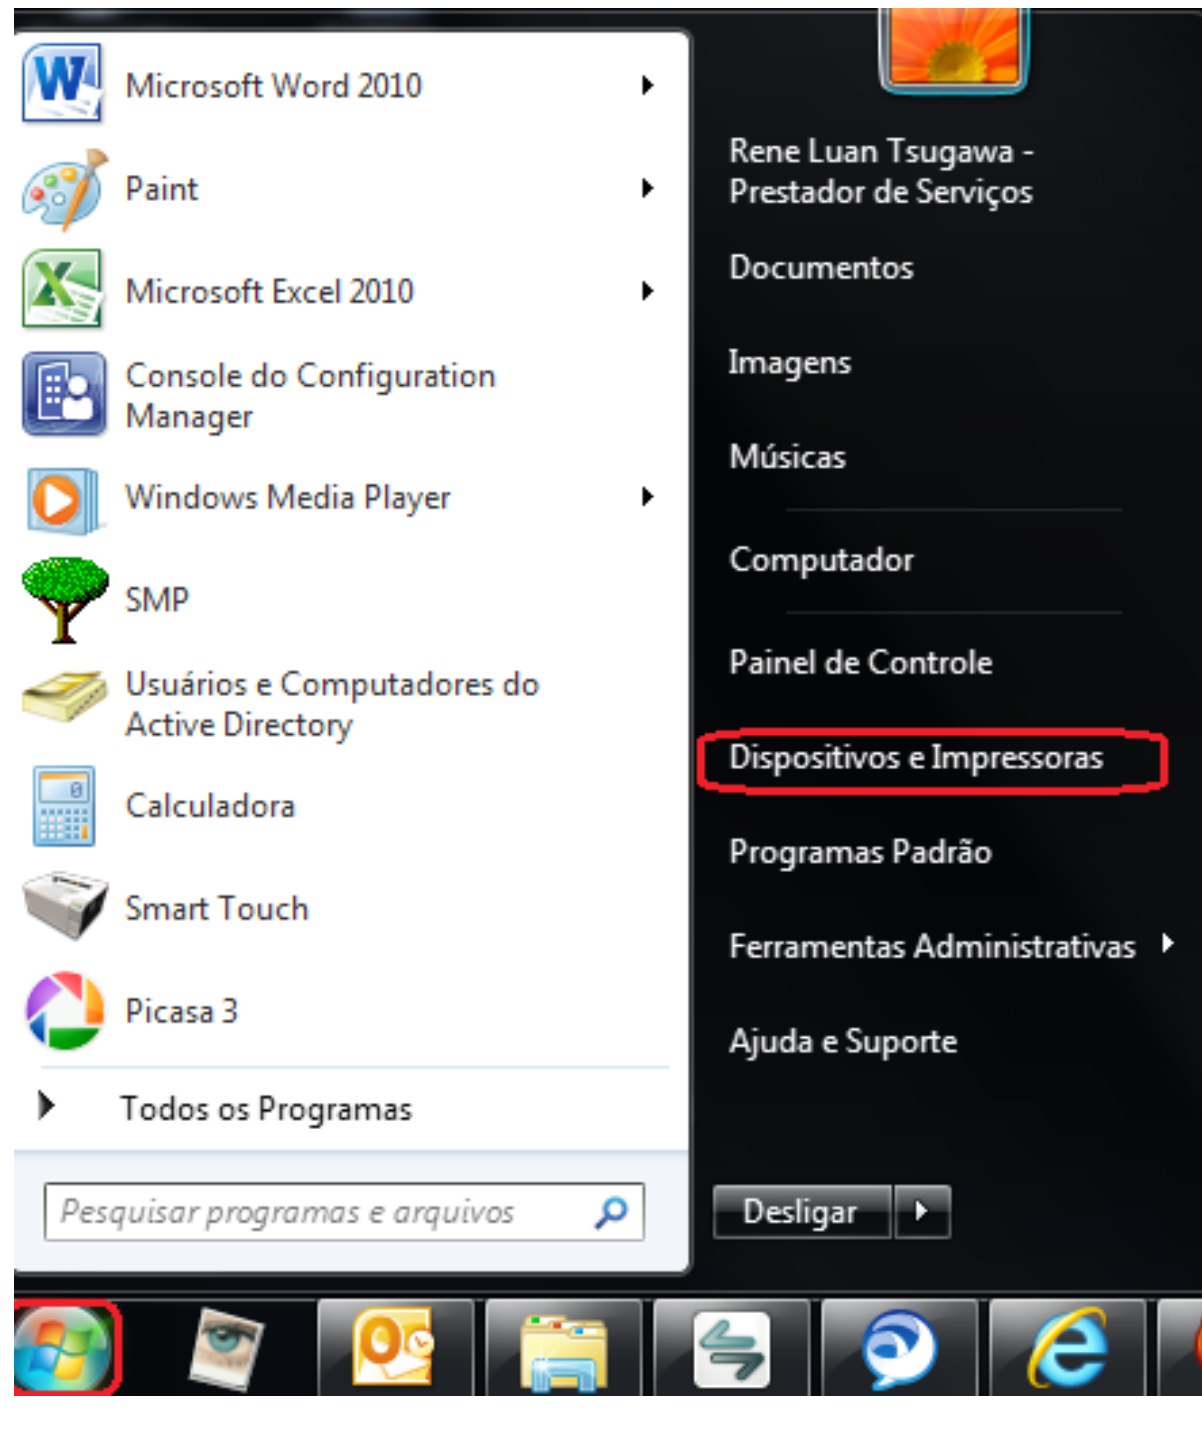 Microsoft Word 2010
Paint
Microsoft Excel 2010
Console do Configuration
Manager
Windows Media Player
SMP
Usuários e Computadores do
Active Directory
Calculadora
Smart Touch
Picasa 3
Todos os Programas
Pesquisar programas e arquivos
Rene Luan Tsugawa -
Prestador de Serviços
Documentos
Imagens
Músicas
Computador
Painel de Controle
Dispositivos e Impressoras
Programas Padrão
Ferramentas Administrativas
Ajuda e Suporte
Desligar